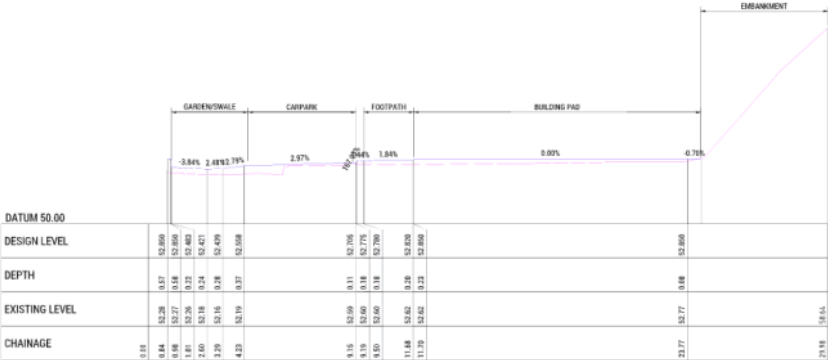 EMBANKMENT
GARDEN/SWALE CARPARK FOOTPATH BUILDING PAD
-3.84% 2.48% 2.79% 2.97% 1.84% 0.00% -0.70%
DATUM 50.00
DESIGN LEVEL 52.850 52.850 52.483 52.421 52.439 52.558 52.705 52.775 52.780 52.820 52.850 52.850
DEPTH 0.57 0.58 0.22 0.24 0.28 0.37 0.11 0.18 0.18 0.20 0.23 0.08
EXISTING LEVEL 52.28 52.27 52.26 52.18 52.16 52.19 52.59 52.60 52.60 52.62 52.62 52.77 58.64
CHAINAGE 0.00 0.84 0.98 1.01 2.60 3.29 4.23 9.15 9.19 9.50 11.68 11.70 23.77 29.98